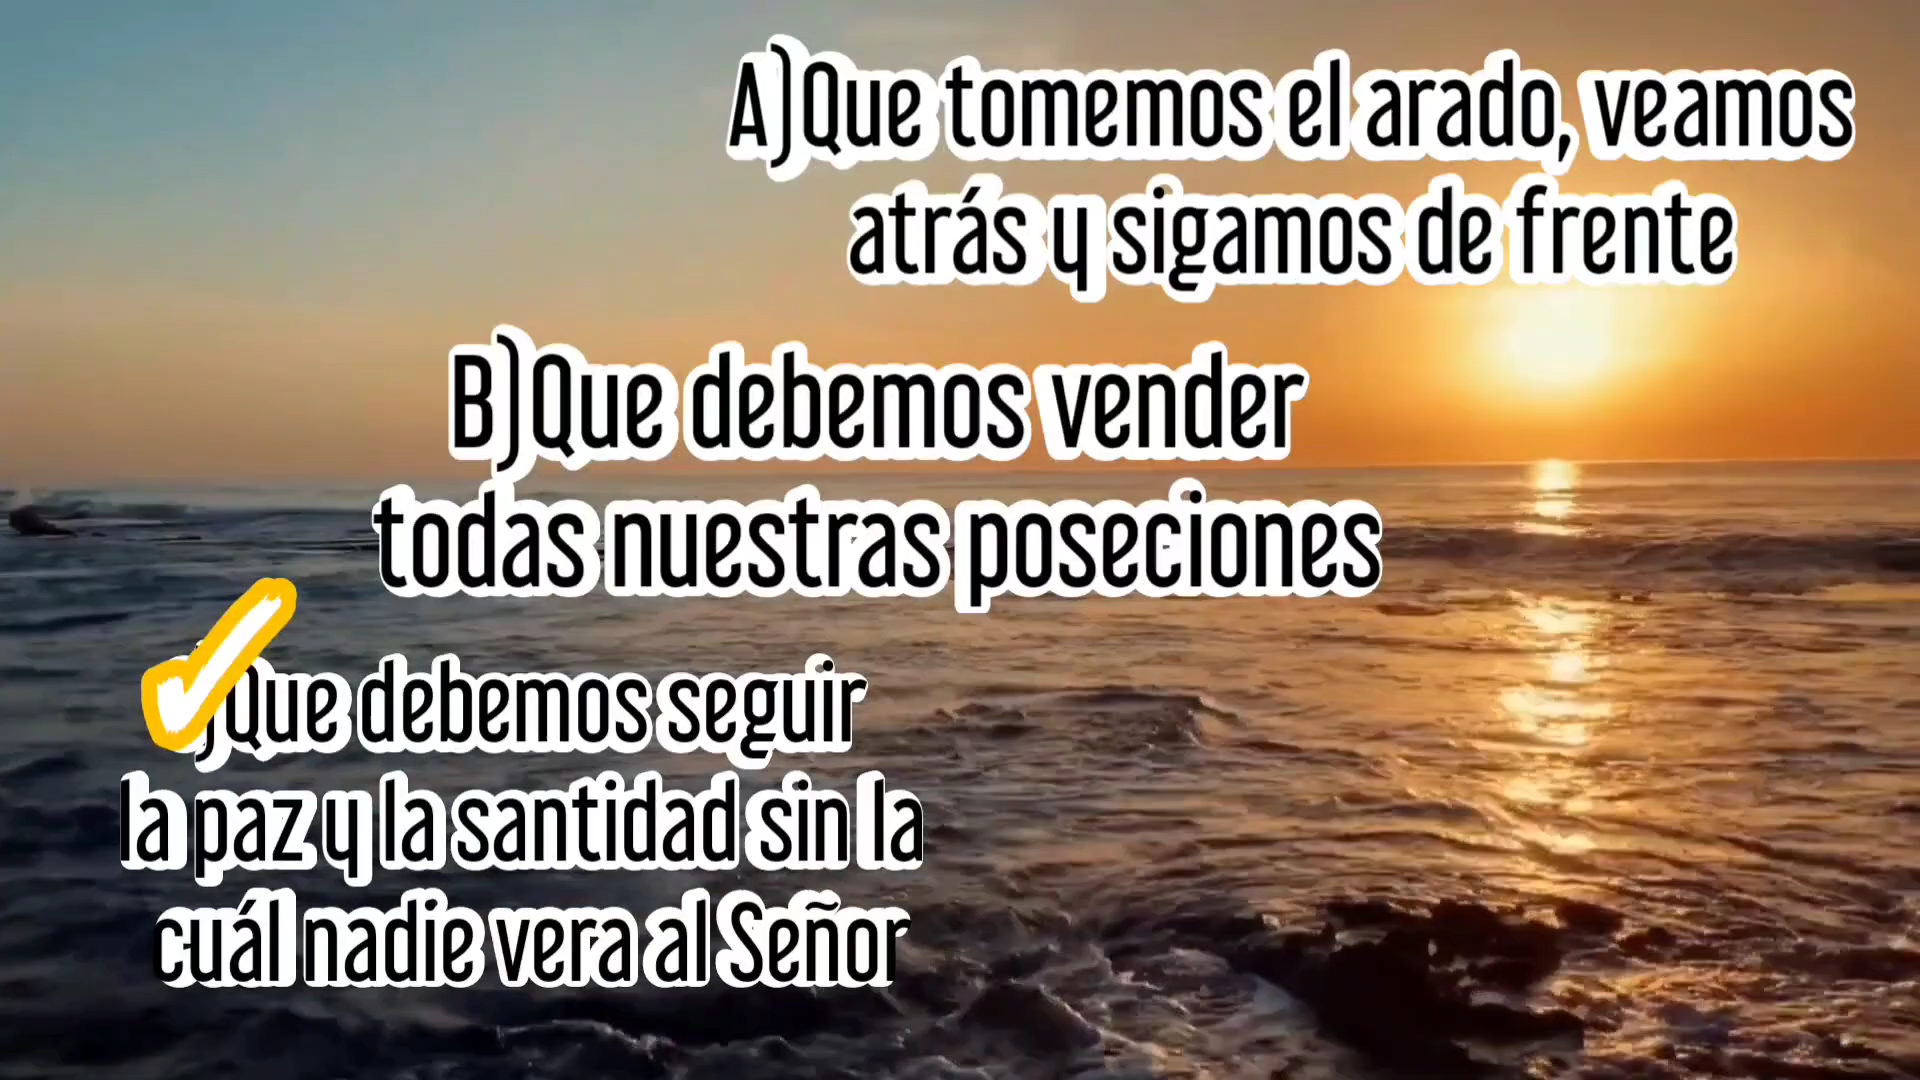 A)Que tomemos el arado, veamos
atrás y sigamos de frente
B)Que debemos vender
todas nuestras poseciones
)Que debemos seguir
la paz y la santidad sin la
cuál nadie vera al Señor